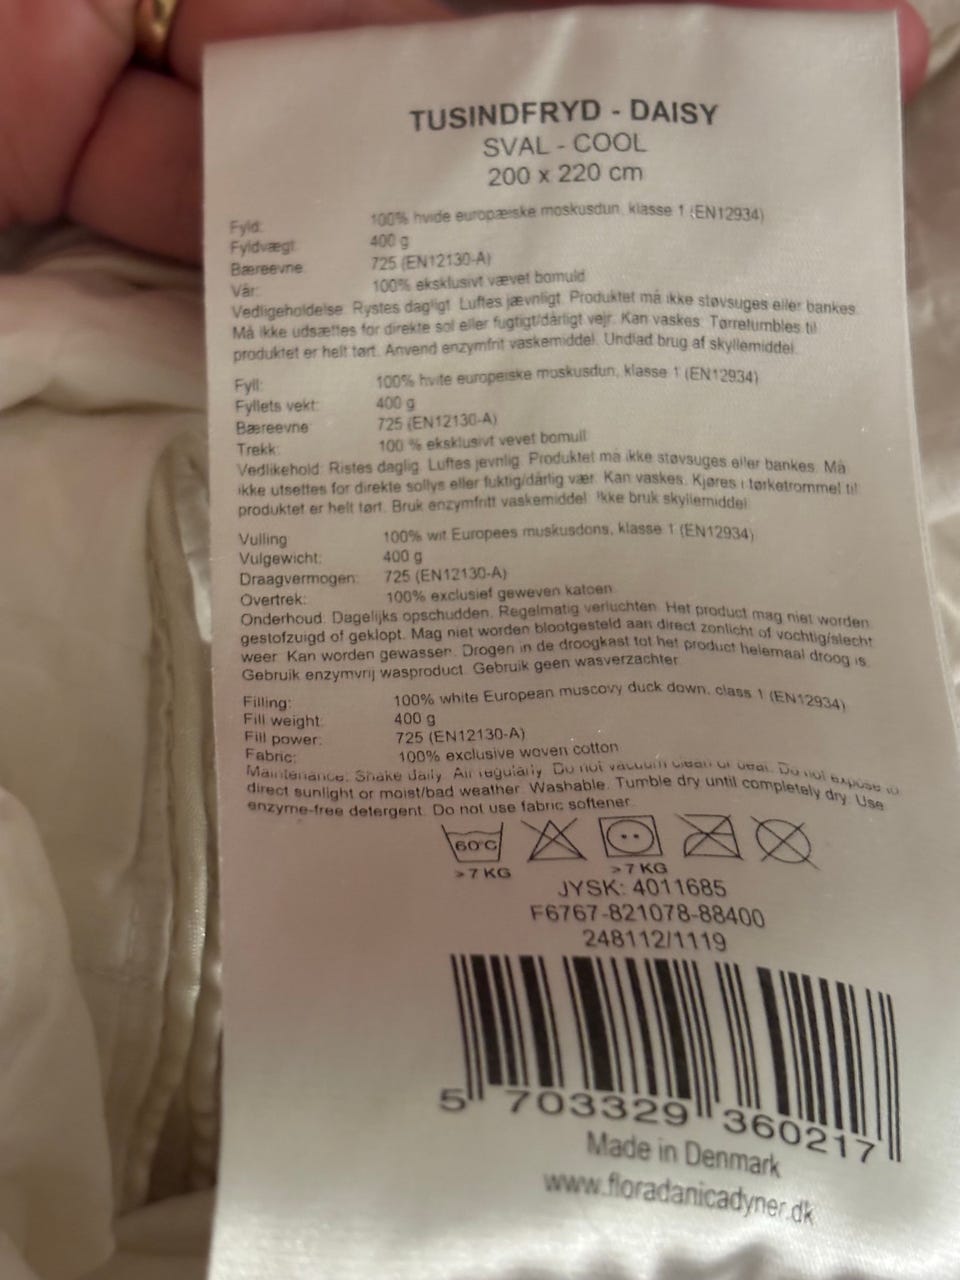 TUSINDFRYD - DAISY
SVAL - COOL
200 x 220 cm
Fyld: 100% hvide europæiske moskusdun, klasse 1 (EN12934)
Fyldvægt: 400 g
Bæreevne: 725 (EN12130-A)
Vår: 100% eksklusivt vævet bomuld
Vedligeholdelse: Rystes dagligt. Luftes jævnligt. Produktet må ikke støvsuges eller bankes.
Må ikke udsættes for direkte sol eller fugtigt/dårligt vejr. Kan vaskes. Tørretumbles til
produktet er helt tørt. Anvend enzymfrit vaskemiddel. Undlad brug af skyllemiddel.
Fyll: 100% hvite europeiske moskusdun, klasse 1 (EN12934)
Fyllets vekt: 400 g
Bæreevne 725 (EN12130-A)
Trekk: 100 % eksklusivt vevet bomull
Vedlikehold: Ristes daglig. Luftes jevnlig. Produktet må ikke støvsuges eller bankes. Må
ikke utsettes for direkte sollys eller fuktig/dårlig vær. Kan vaskes. Kjøres i tørketrommel til
produktet er helt tørt. Bruk enzymfritt vaskemiddel. Ikke bruk skyllemiddel.
Vulling 100% wit Europees muskusdons, klasse 1 (EN12934)
Vulgewicht: 400 g
Draagvermogen: 725 (EN12130-A)
Overtrek: 100% exclusief geweven katoen
Onderhoud: Dagelijks opschudden. Regelmatig verluchten. Het product mag niet worden
gestofzuigd of geklopt. Mag niet worden blootgesteld aan direct zonlicht of vochtig/slecht
weer. Kan worden gewassen. Drogen in de droogkast tot het product helemaal droog is.
Gebruik enzymvrij wasproduct. Gebruik geen wasverzachter.
Filling: 100% white European muscovy duck down, class 1 (EN12934)
Fill weight: 400 g
Fill power: 725 (EN12130-A)
Fabric: 100% exclusive woven cotton
Maintenance: Shake daily. Air regularly. Do not vacuum clean or beat. Do not expose to
direct sunlight or moist/bad weather. Washable. Tumble dry until completely dry. Use
enzyme-free detergent. Do not use fabric softener.
60°C
>7 KG >7 KG
JYSK: 4011685
F6767-821078-88400
248112/1119
5 703329 360217
Made in Denmark
www.floradanicadyner.dk